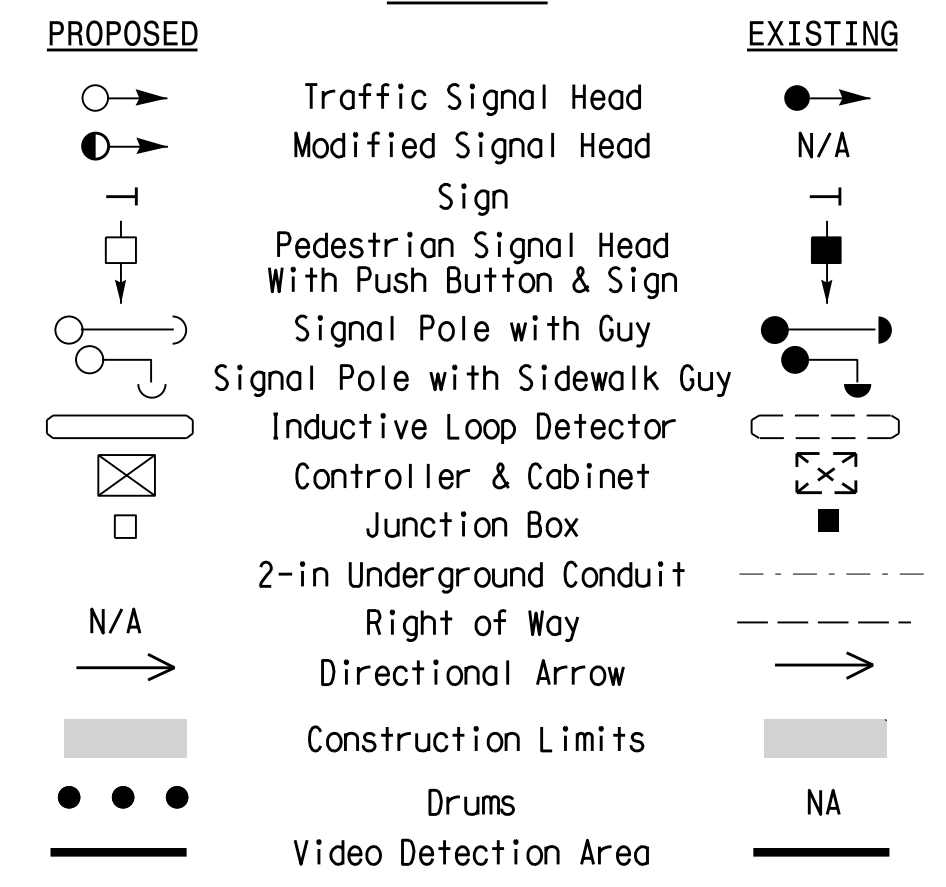 PROPOSED EXISTING
Traffic Signal Head
Modified Signal Head N/A
Sign
Pedestrian Signal Head
With Push Button & Sign
Signal Pole with Guy
Signal Pole with Sidewalk Guy
Inductive Loop Detector
Controller & Cabinet
Junction Box
2-in Underground Conduit
N/A Right of Way
Directional Arrow
Construction Limits
Drums NA
Video Detection Area